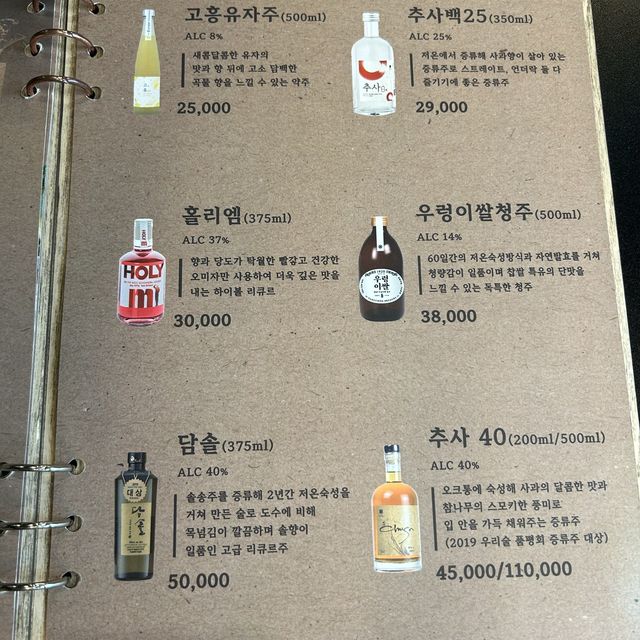 고흥유자주(500ml)
ALC 8%
새콤달콤한 유자의
맛과 향 뒤에 고소 담백한
곡물 향을 느낄 수 있는 약주
25,000
추사백25(350ml)
ALC 25%
저온에서 증류해 사과향이 살아 있는
증류주로 스트레이트, 언더락 등 다
즐기기에 좋은 증류주
29,000
홀리엠(375ml)
ALC 37%
향과 당도가 탁월한 빨갛고 건강한
오미자만 사용하여 더욱 깊은 맛을
내는 하이볼 리큐르
30,000
HOLY
m
우렁이쌀청주(500ml)
ALC 14%
60일간의 저온숙성방식과 자연발효를 거쳐
청량감이 일품이며 찹쌀 특유의 단맛을
느낄 수 있는 독특한 청주
38,000
우렁
이쌀
담솔(375ml)
ALC 40%
솔송주를 증류해 2년간 저온숙성을
거쳐 만든 술로 도수에 비해
목넘김이 깔끔하며 솔향이
일품인 고급 리큐르주
50,000
대상
담솔
추사 40(200ml/500ml)
ALC 40%
오크통에 숙성해 사과의 달콤한 맛과
참나무의 스모키한 풍미로
입 안을 가득 채워주는 증류주
(2019 우리술 품평회 증류주 대상)
45,000/110,000
추사